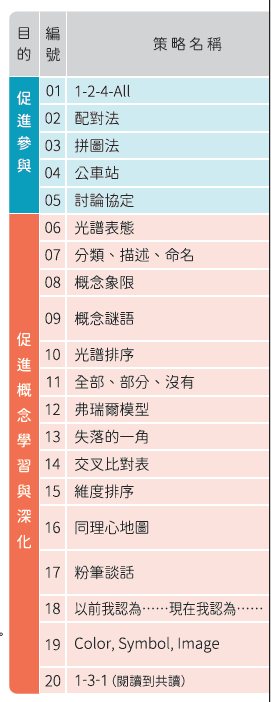 目的 編號 策略名稱
促進參與
01 1-2-4-All
02 配對法
03 拼圖法
04 公車站
05 討論協定
促進概念學習與深化
06 光譜表態
07 分類、描述、命名
08 概念象限
09 概念謎語
10 光譜排序
11 全部、部分、沒有
12 弗瑞爾模型
13 失落的一角
14 交叉比對表
15 維度排序
16 同理心地圖
17 粉筆談話
18 以前我認為⋯⋯現在我認為⋯⋯
19 Color, Symbol, Image
20 1-3-1 (閱讀到共讀)
。